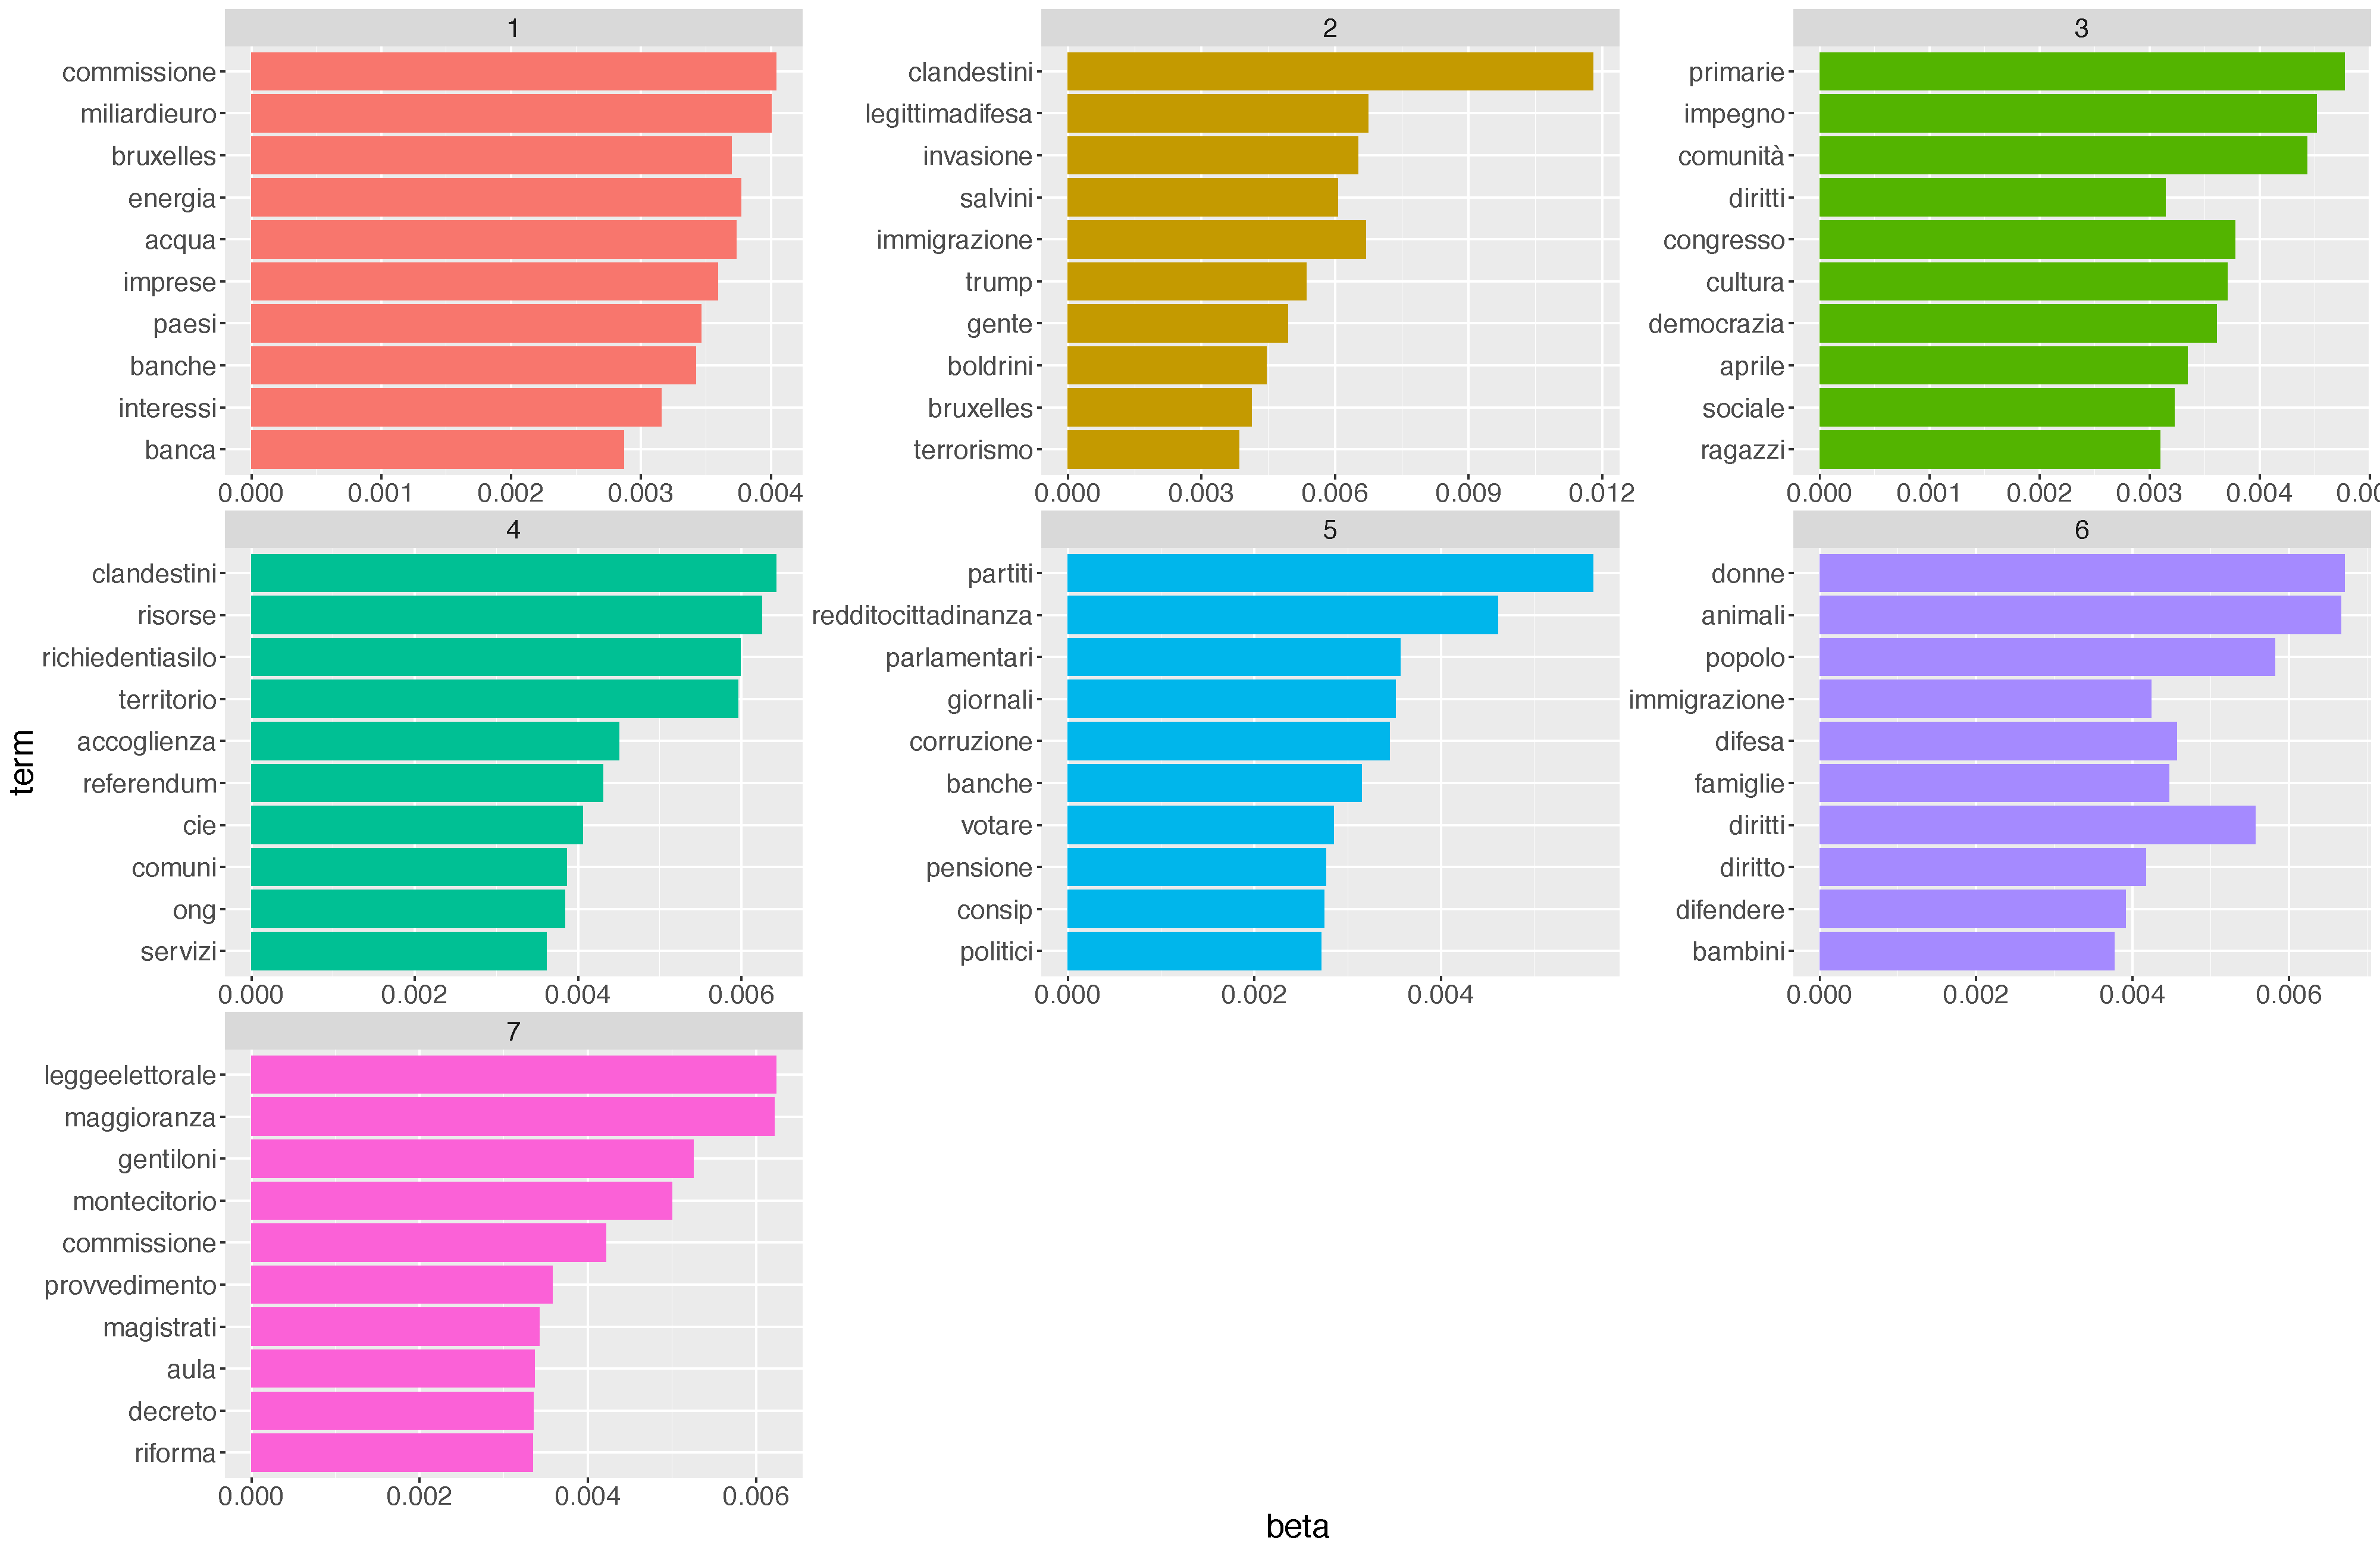 1
commissione
miliardieuro
bruxelles
energia
acqua
imprese
paesi
banche
interessi
banca
0.000 0.001 0.002 0.003 0.004
2
clandestini
legittimadifesa
invasione
salvini
immigrazione
trump
gente
boldrini
bruxelles
terrorismo
0.000 0.003 0.006 0.009 0.012
3
primarie
impegno
comunità
diritti
congresso
cultura
democrazia
aprile
sociale
ragazzi
0.000 0.001 0.002 0.003 0.004
4
clandestini
risorse
richiedentiasilo
territorio
accoglienza
referendum
cie
comuni
ong
servizi
0.000 0.002 0.004 0.006
5
partiti
redditocittadinanza
parlamentari
giornali
corruzione
banche
votare
pensione
consip
politici
0.000 0.002 0.004
6
donne
animali
popolo
immigrazione
difesa
famiglie
diritti
diritto
difendere
bambini
0.000 0.002 0.004 0.006
7
leggeelettorale
maggioranza
gentiloni
montecitorio
commissione
provvedimento
magistrati
aula
decreto
riforma
0.000 0.002 0.004 0.006
term
beta